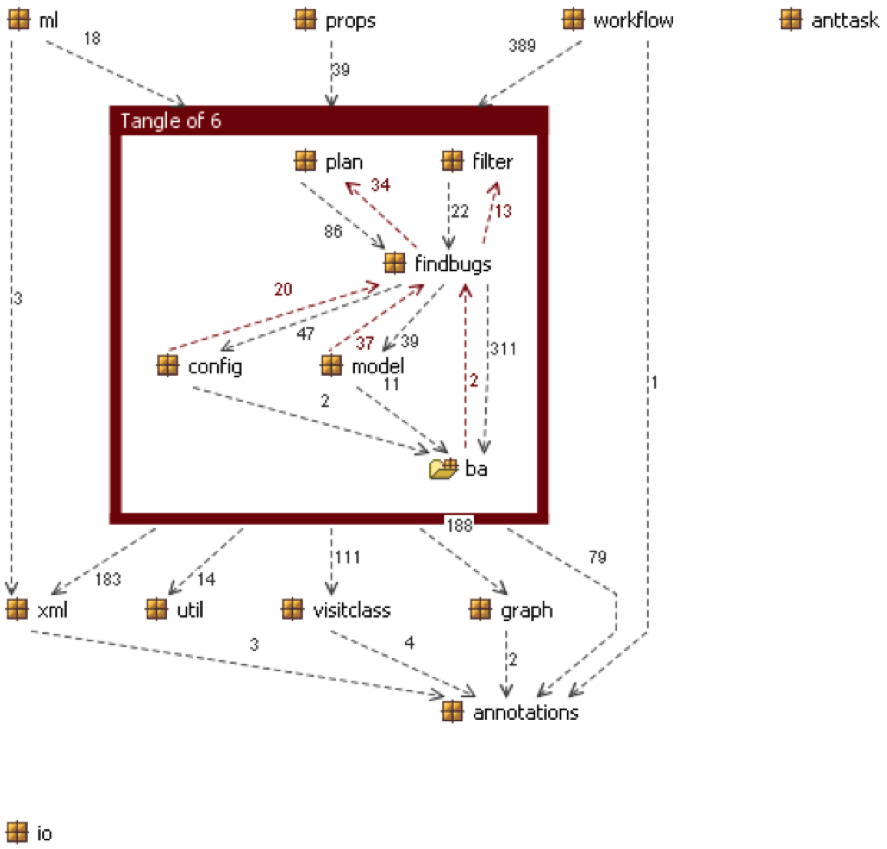 ml
props
workflow
anttask
18
39
389
Tangle of 6
plan
filter
34
86
22
13
findbugs
20
47
37
39
311
3
config
model
11
2
2
1
ba
188
183
14
111
79
xml
util
visitclass
graph
3
4
2
annotations
io